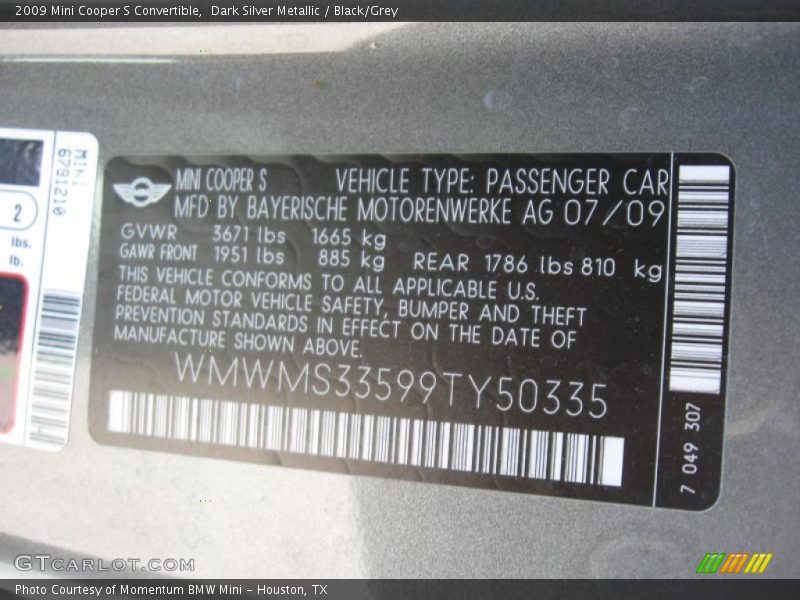 2009 Mini Cooper S Convertible, Dark Silver Metallic / Black/Grey
MINI
6791210
2
lbs.
lb.
MINI COOPER S VEHICLE TYPE: PASSENGER CAR
MFD BY BAYERISCHE MOTORENWERKE AG 07/09
GVWR 3671 lbs 1665 kg
GAWR FRONT 1951 lbs 885 kg REAR 1786 lbs 810 kg
THIS VEHICLE CONFORMS TO ALL APPLICABLE U.S.
FEDERAL MOTOR VEHICLE SAFETY, BUMPER AND THEFT
PREVENTION STANDARDS IN EFFECT ON THE DATE OF
MANUFACTURE SHOWN ABOVE.
WMWMS33599TY50335
7 049 307
GTCARLOT.COM
Photo Courtesy of Momentum BMW Mini - Houston, TX